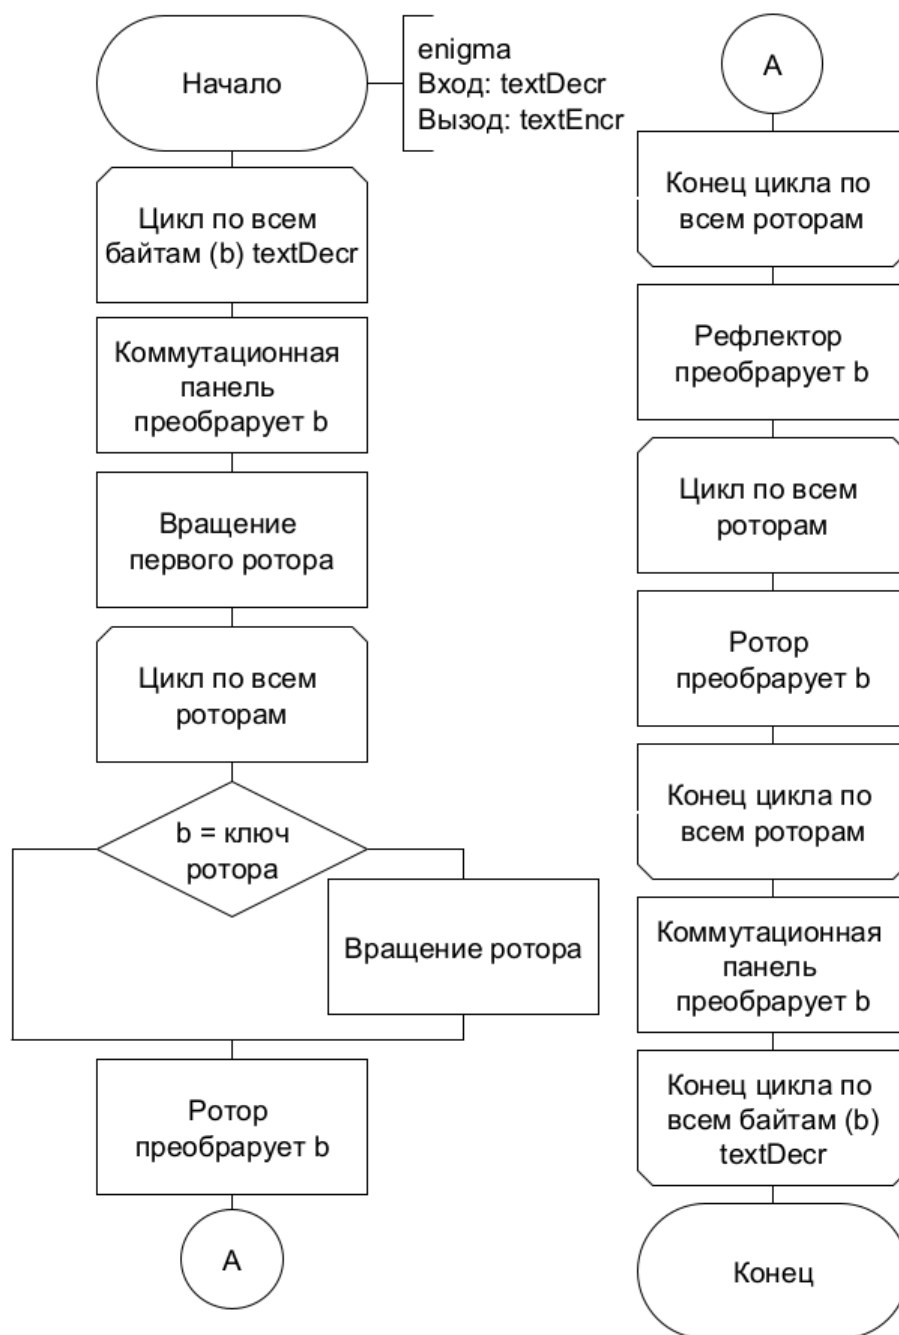 Начало
enigma
Вход: textDecr
Вызод: textEncr
Цикл по всем
байтам (b) textDecr
Коммутационная
панель
преобрарует b
Вращение
первого ротора
Цикл по всем
роторам
b = ключ
ротора
Вращение ротора
Ротор
преобрарует b
A
A
Конец цикла по
всем роторам
Рефлектор
преобрарует b
Цикл по всем
роторам
Ротор
преобрарует b
Конец цикла по
всем роторам
Коммутационная
панель
преобрарует b
Конец цикла по
всем байтам (b)
textDecr
Конец